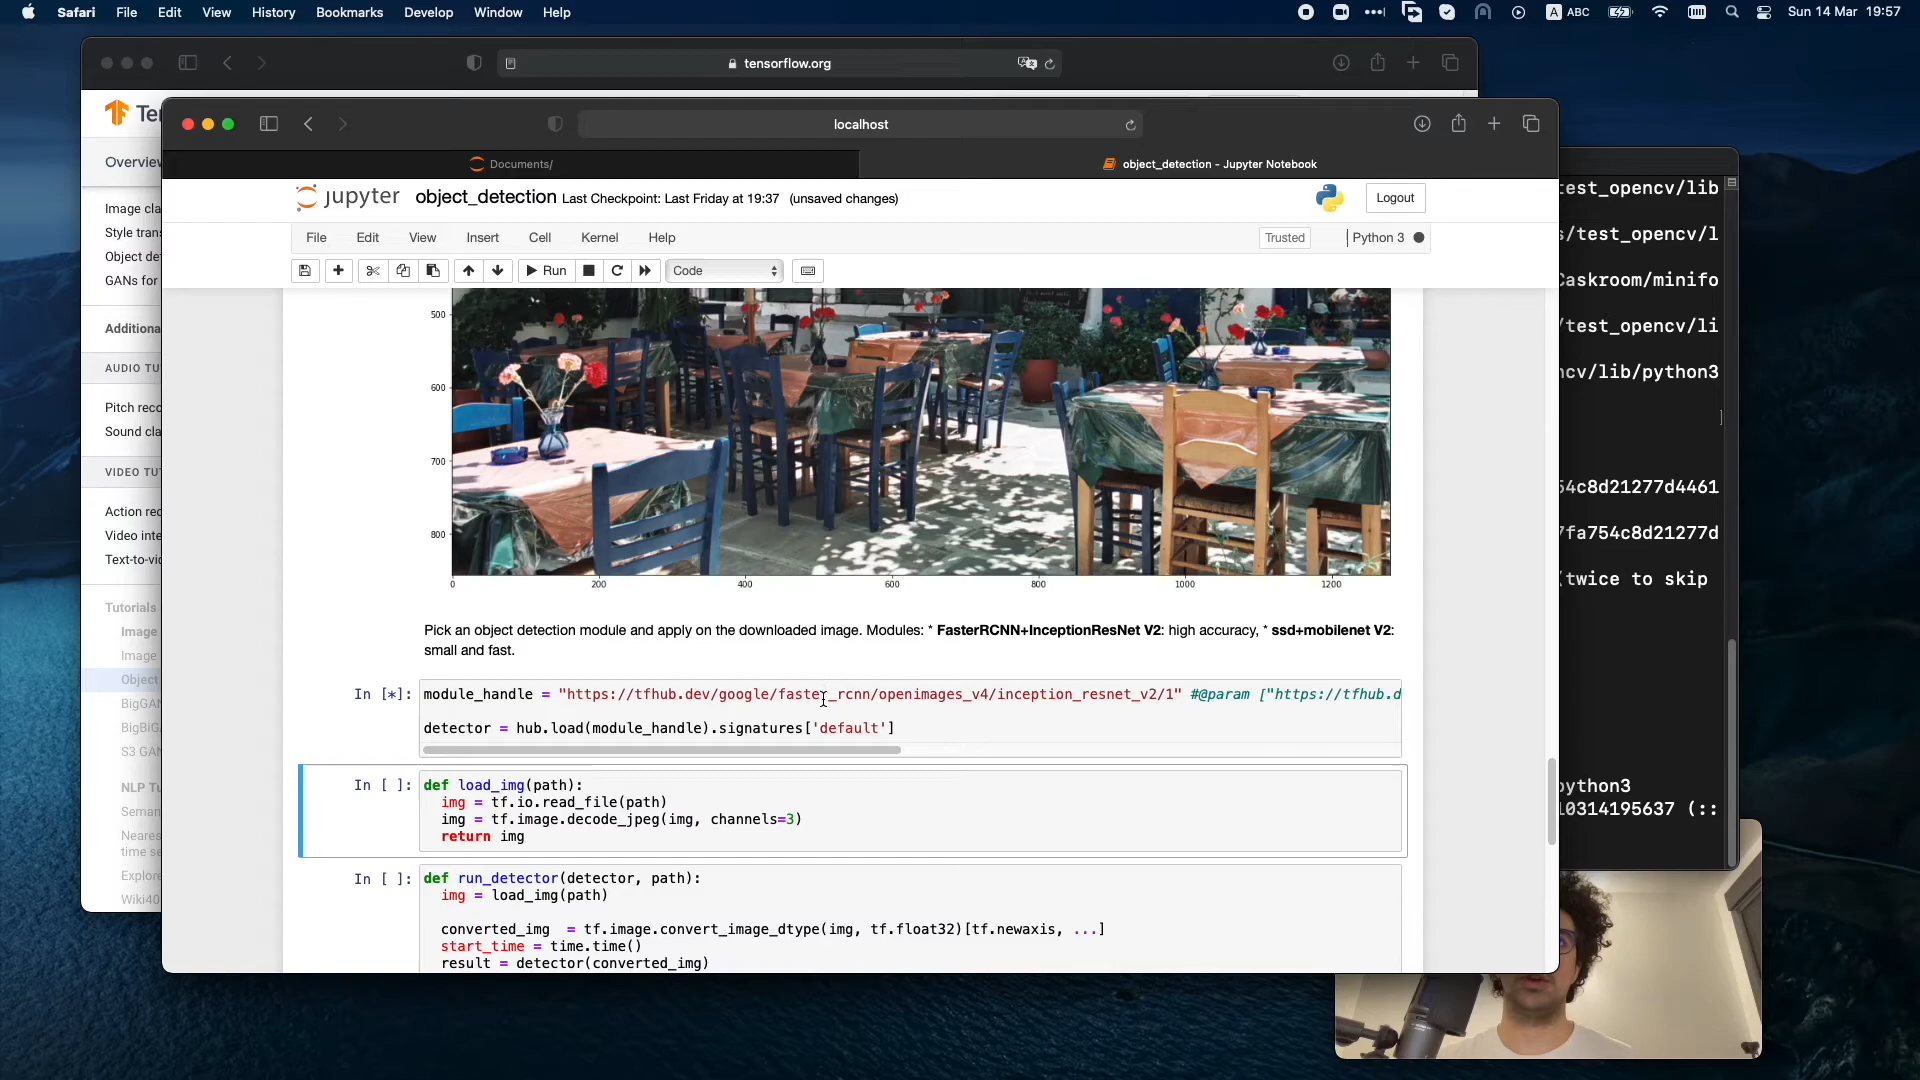 Safari File Edit View History Bookmarks Develop Window Help
A ABC Sun 14 Mar 19:57
tensorflow.org
localhost
Documents/
object_detection - Jupyter Notebook
Overview
jupyter object_detection Last Checkpoint: Last Friday at 19:37 (unsaved changes)
Logout
File Edit View Insert Cell Kernel Help
Trusted
Python 3
Run
Code
Image cla
Style tran
Object de
GANs for
Additiona
AUDIO TU
Pitch reco
Sound cla
VIDEO TU
Action rec
Video inte
Text-to-vid
Tutorials
Image
Image
Object
BigGAN
BigBiG
S3 GAN
NLP Tu
Seman
Neares
time se
Explore
Wiki40
500
600
700
800
0 200 400 600 800 1000 1200
Pick an object detection module and apply on the downloaded image. Modules: * FasterRCNN+InceptionResNet V2: high accuracy, * ssd+mobilenet V2:
small and fast.
In [*]: module_handle = "https://tfhub.dev/google/faster_rcnn/openimages_v4/inception_resnet_v2/1" #@param ["https://tfhub.d
detector = hub.load(module_handle).signatures['default']
In [ ]: def load_img(path):
img = tf.io.read_file(path)
img = tf.image.decode_jpeg(img, channels=3)
return img
In [ ]: def run_detector(detector, path):
img = load_img(path)
converted_img = tf.image.convert_image_dtype(img, tf.float32)[tf.newaxis, ...]
start_time = time.time()
result = detector(converted_img)
test_opencv/lib
s/test_opencv/l
Caskroom/minifo
/test_opencv/li
ncv/lib/python3
]
54c8d21277d4461
7fa754c8d21277d
(twice to skip
python3
10314195637 (::